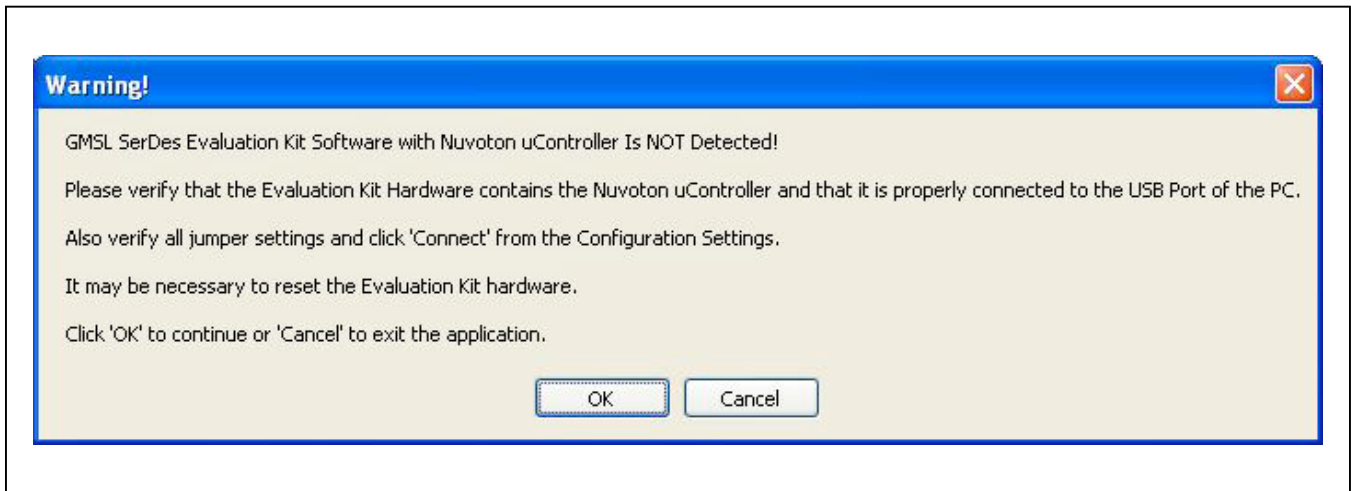 Warning!
GMSL SerDes Evaluation Kit Software with Nuvoton uController Is NOT Detected!
Please verify that the Evaluation Kit Hardware contains the Nuvoton uController and that it is properly connected to the USB Port of the PC.
Also verify all jumper settings and click 'Connect' from the Configuration Settings.
It may be necessary to reset the Evaluation Kit hardware.
Click 'OK' to continue or 'Cancel' to exit the application.
OK Cancel